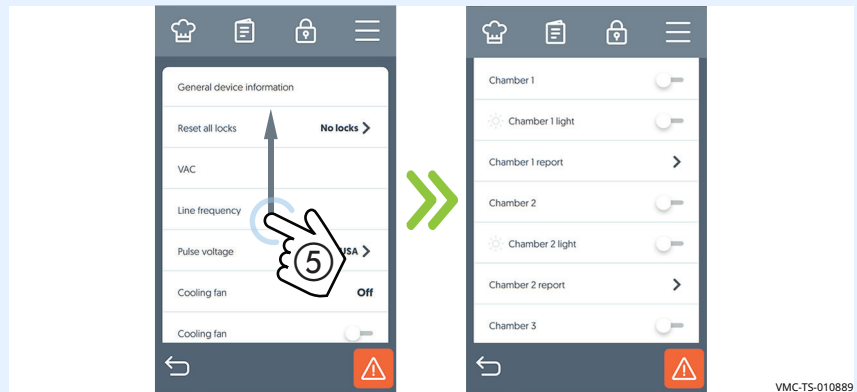 General device information
Reset all locks No locks
VAC
Line frequency
Pulse voltage USA
5
Cooling fan Off
Cooling fan
Chamber 1
Chamber 1 light
Chamber 1 report
Chamber 2
Chamber 2 light
Chamber 2 report
Chamber 3
VMC-TS-010889